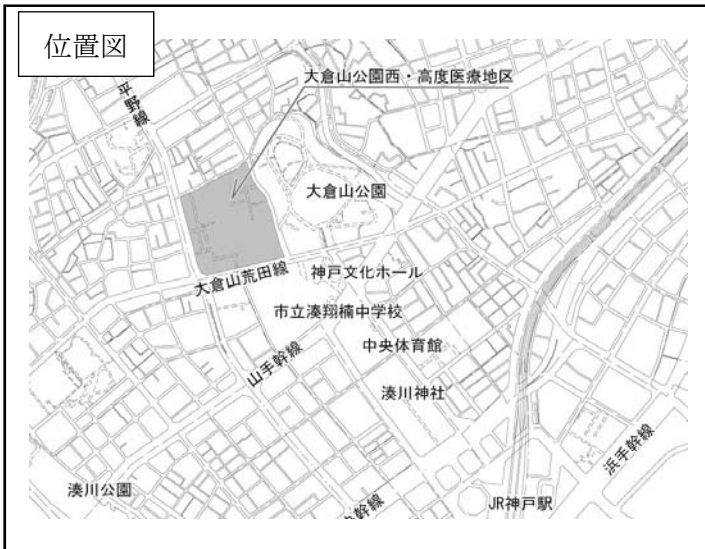 位置図
大倉山公園西・高度医療地区
平野線
大倉山公園
大倉山荒田線
神戸文化ホール
市立湊翔楠中学校
中央体育館
山手幹線
湊川神社
浜手幹線
湊川公園
JR神戸駅
幹線